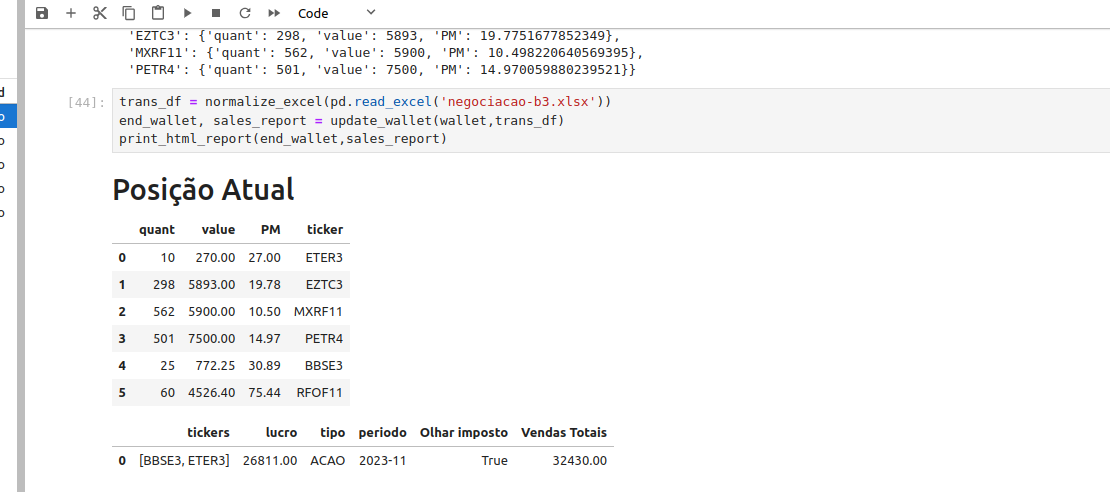 Code
'EZTC3': {'quant': 298, 'value': 5893, 'PM': 19.7751677852349},
'MXRF11': {'quant': 562, 'value': 5900, 'PM': 10.498220640569395},
'PETR4': {'quant': 501, 'value': 7500, 'PM': 14.970059880239521}}
[44]: trans_df = normalize_excel(pd.read_excel('negociacao-b3.xlsx'))
end_wallet, sales_report = update_wallet(wallet,trans_df)
print_html_report(end_wallet,sales_report)
Posição Atual
quant value PM ticker
0 10 270.00 27.00 ETER3
1 298 5893.00 19.78 EZTC3
2 562 5900.00 10.50 MXRF11
3 501 7500.00 14.97 PETR4
4 25 772.25 30.89 BBSE3
5 60 4526.40 75.44 RFOF11
tickers lucro tipo periodo Olhar imposto Vendas Totais
0 [BBSE3, ETER3] 26811.00 ACAO 2023-11 True 32430.00